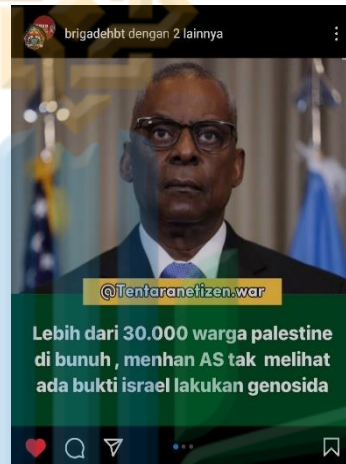 brigadehbt dengan 2 lainnya
@Tentaranetizen.war
Lebih dari 30.000 warga palestine
di bunuh , menhan AS tak melihat
ada bukti israel lakukan genosida